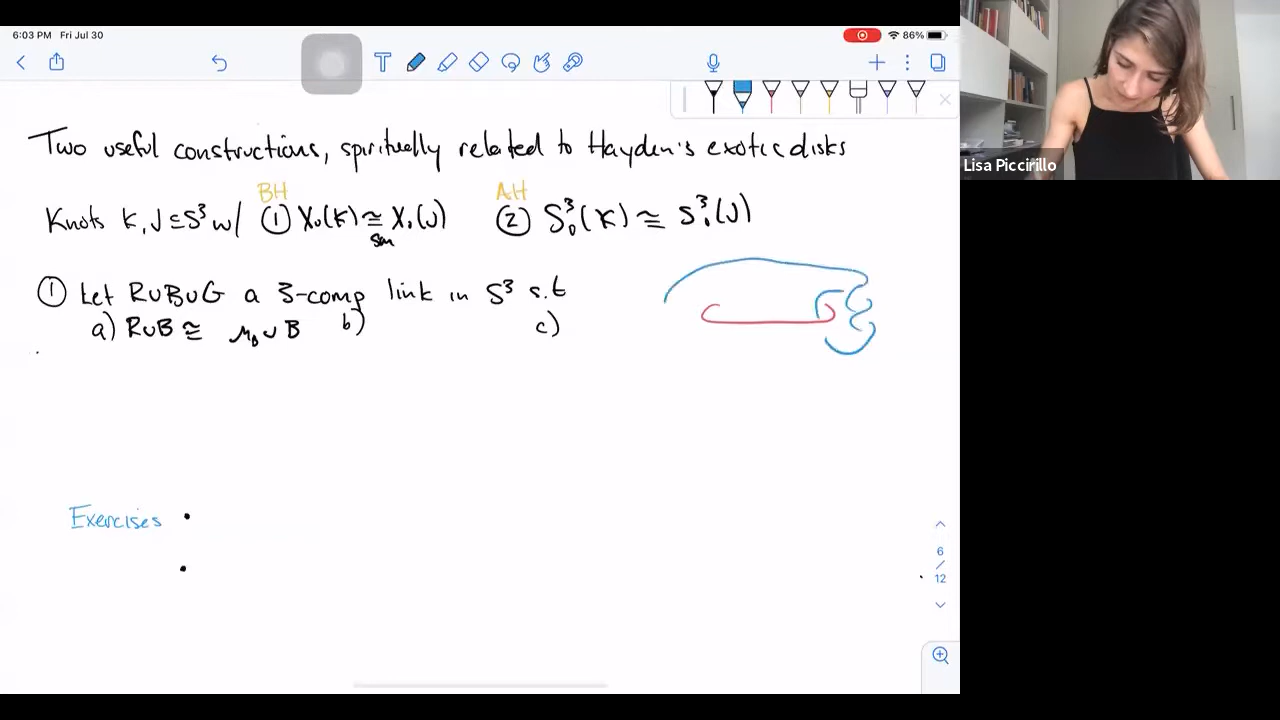 6:03 PM Fri Jul 30
86%
T
Two useful constructions, spiritually related to Hayden's exotic disks
BH
AH
Knots K, J ⊆ S³ w/ ① X₀(K) ≅ X₀(J) ② S³₀(K) ≅ S³₀(J)
sm
① Let R∪B∪G a 3-comp link in S³ s.t
a) R∪B ≅ μ_B ∪ B b) c)
Exercises •
•
6
/
12
Lisa Piccirillo